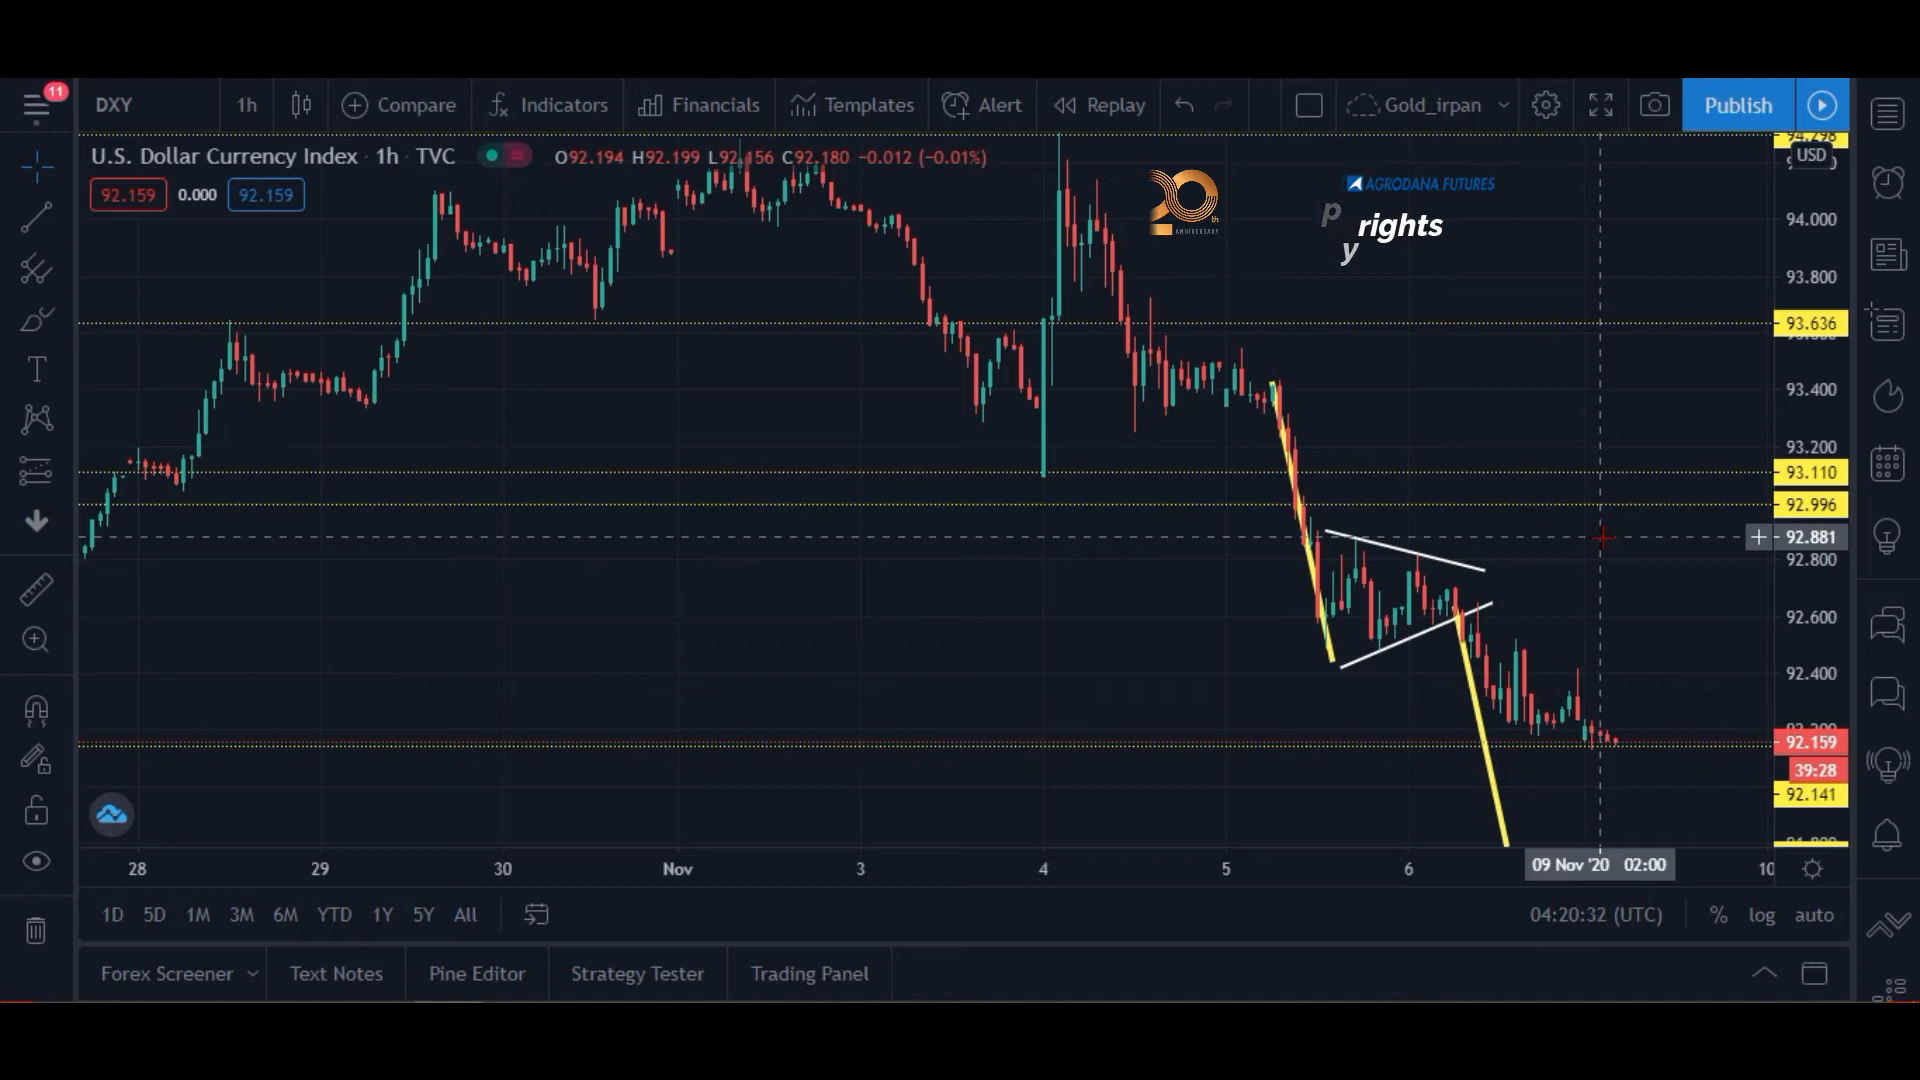 11
DXY 1h Compare Indicators Financials Templates Alert Replay Gold_irpan Publish
U.S. Dollar Currency Index · 1h · TVC O92.194 H92.199 L92.156 C92.180 −0.012 (−0.01%)
92.159 0.000 92.159
20th ANNIVERSARY
AGRODANA FUTURES
p
y rights
USD
94.000
93.800
93.636
93.400
93.200
93.110
92.996
92.881
92.800
92.600
92.400
92.159
39:28
92.141
28 29 30 Nov 3 4 5 6 09 Nov '20 02:00 10
1D 5D 1M 3M 6M YTD 1Y 5Y All 04:20:32 (UTC) % log auto
Forex Screener Text Notes Pine Editor Strategy Tester Trading Panel